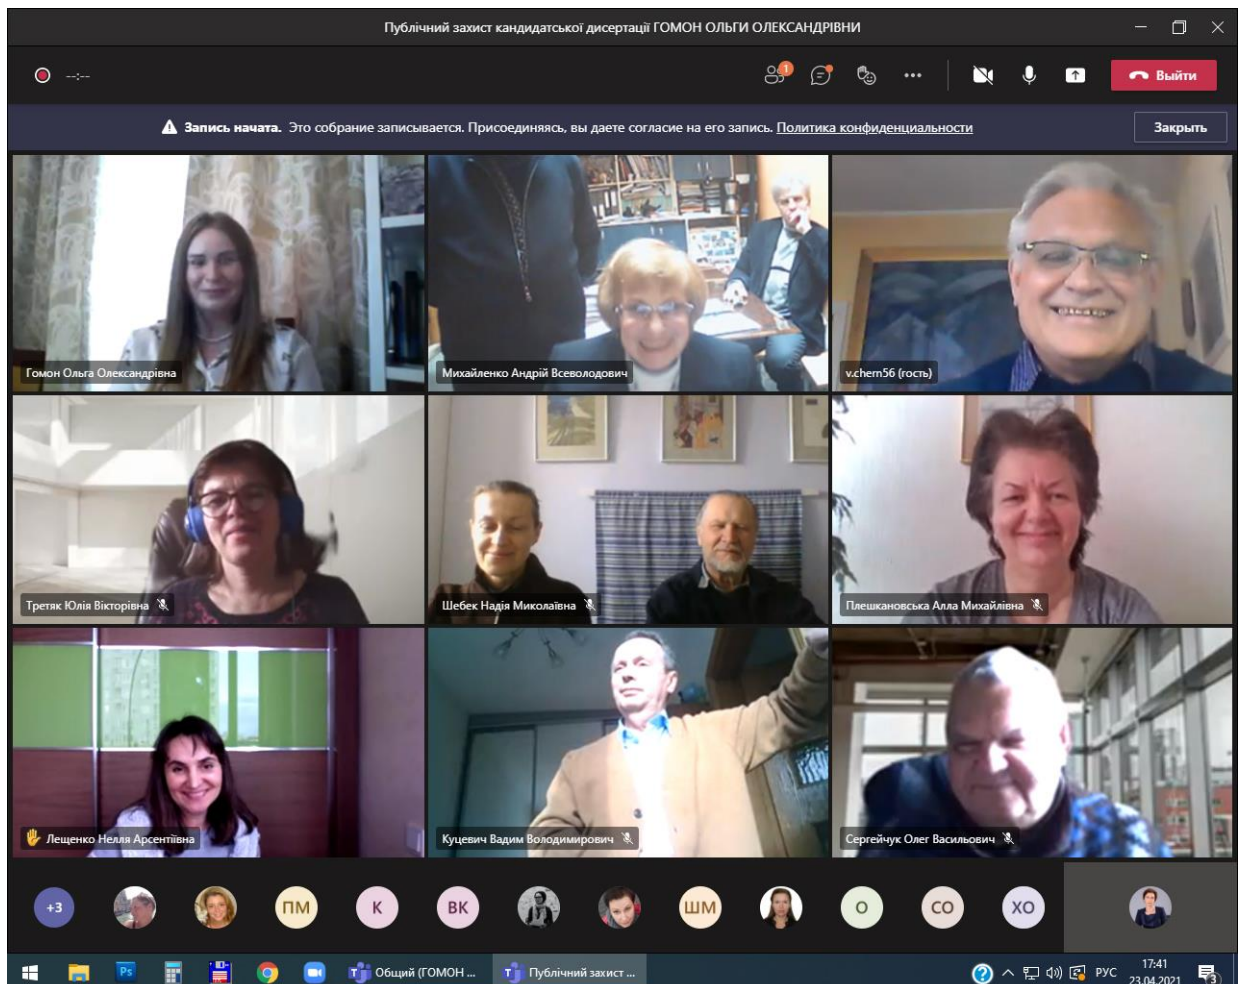 Публічний захист кандидатської дисертації ГОМОН ОЛЬГИ ОЛЕКСАНДРІВНИ
--:--
1
Выйти
Запись начата. Это собрание записывается. Присоединяясь, вы даете согласие на его запись. Политика конфиденциальности
Закрыть
Гомон Ольга Олександрівна
Михайленко Андрій Всеволодович
v.chern56 (гость)
Третяк Юлія Вікторівна
Шебек Надія Миколаївна
Плешкановська Алла Михайлівна
Лещенко Нелля Арсентіївна
Куцевич Вадим Володимирович
Сергейчук Олег Васильович
+3
ПМ
К
ВК
ШМ
О
СО
ХО
Ps
Общий (ГОМОН ...
Публічний захист ...
РУС
17:41
23.04.2021
3